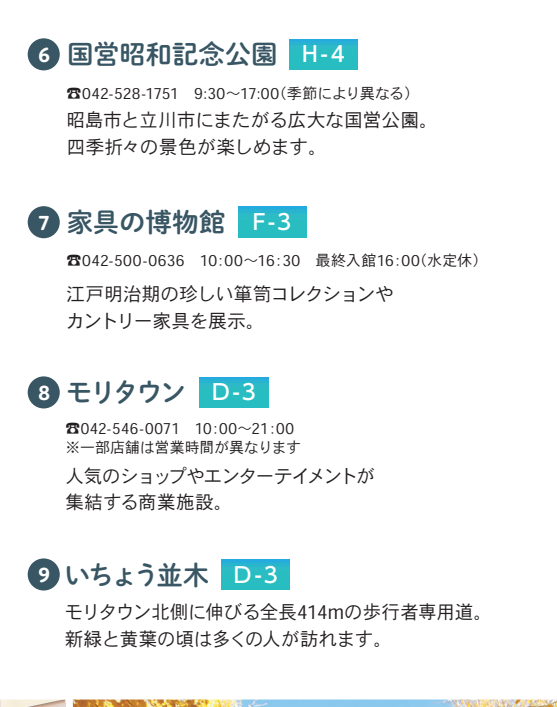 6 国営昭和記念公園 H-4
☎042-528-1751 9:30〜17:00(季節により異なる)
昭島市と立川市にまたがる広大な国営公園。
四季折々の景色が楽しめます。
7 家具の博物館 F-3
☎042-500-0636 10:00〜16:30 最終入館16:00(水定休)
江戸明治期の珍しい箪笥コレクションや
カントリー家具を展示。
8 モリタウン D-3
☎042-546-0071 10:00〜21:00
※一部店舗は営業時間が異なります
人気のショップやエンターテイメントが
集結する商業施設。
9 いちょう並木 D-3
モリタウン北側に伸びる全長414mの歩行者専用道。
新緑と黄葉の頃は多くの人が訪れます。